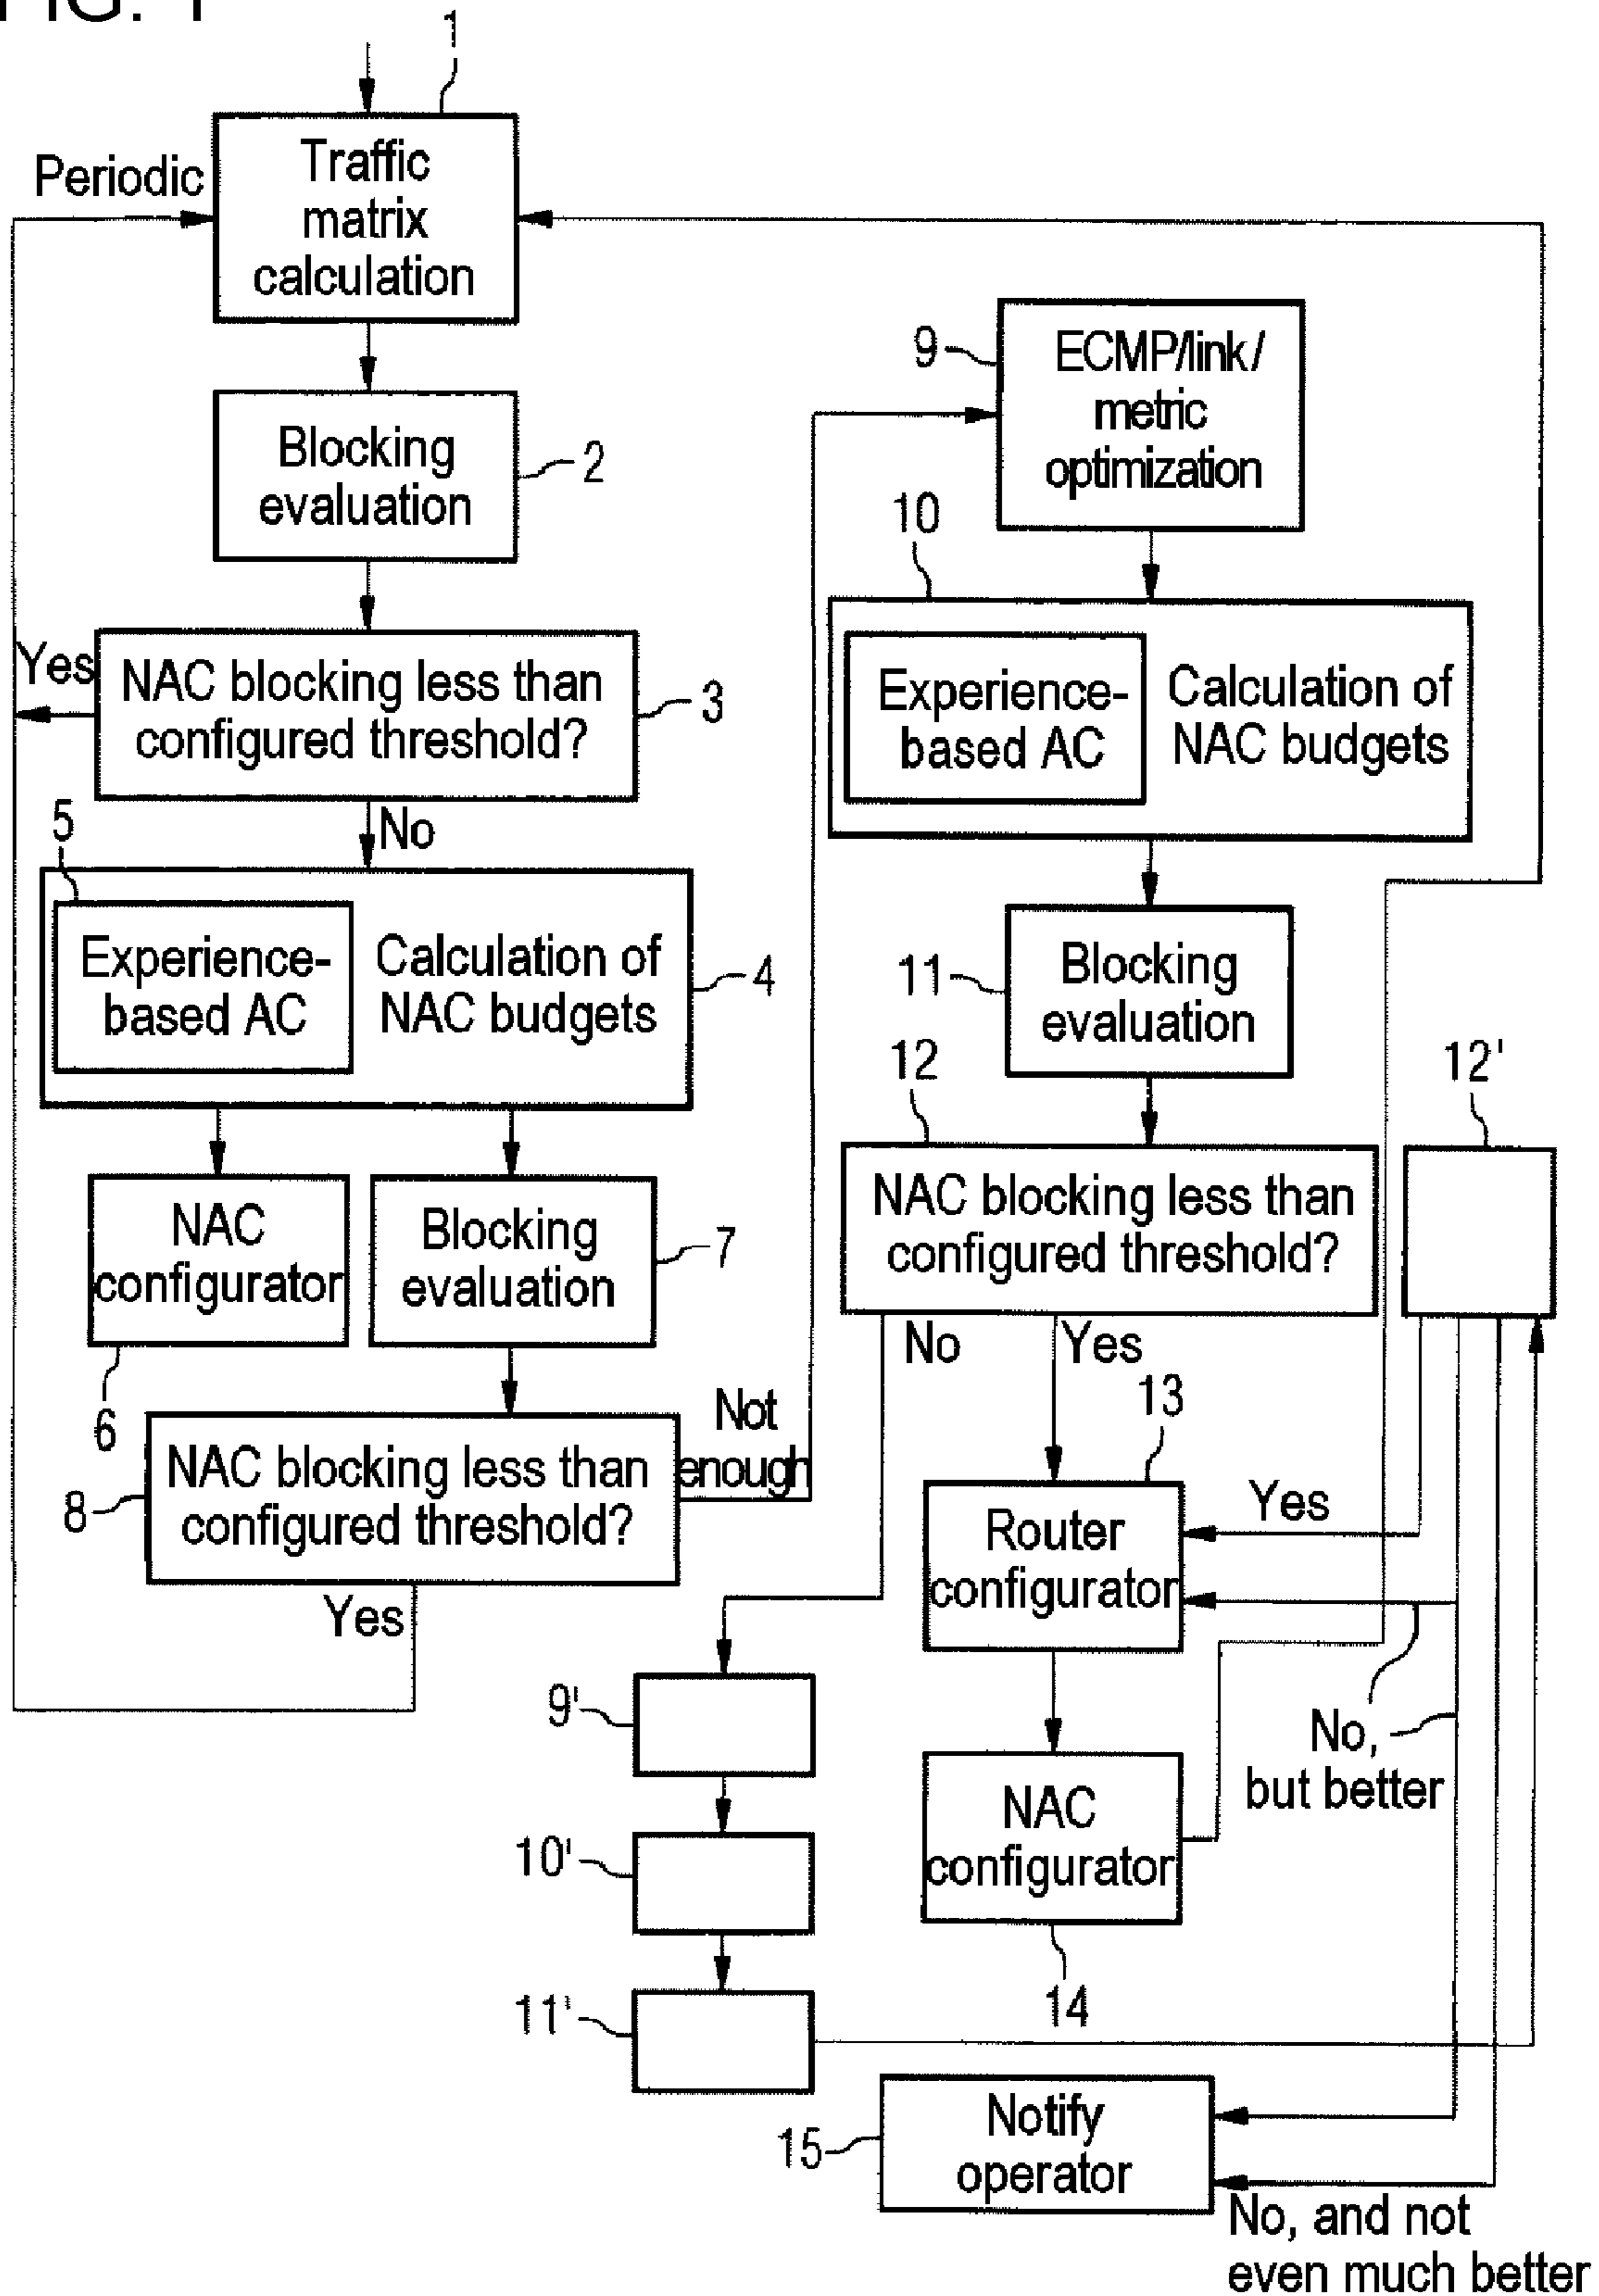 1
Periodic
Traffic
matrix
calculation
Blocking
evaluation
2
Yes
NAC blocking less than
configured threshold?
3
No
5
Experience-
based AC
Calculation of
NAC budgets
4
NAC
configurator
6
Blocking
evaluation
7
NAC blocking less than
configured threshold?
8
Not
enough
Yes
9
ECMP/link/
metric
optimization
10
Experience-
based AC
Calculation of
NAC budgets
11
Blocking
evaluation
12
NAC blocking less than
configured threshold?
12'
No
Yes
13
Router
configurator
Yes
No,
but better
NAC
configurator
14
9'
10'
11'
15
Notify
operator
No, and not
even much better